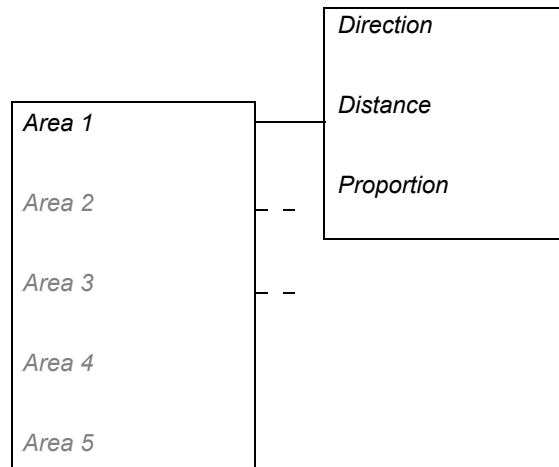 Direction
Distance
Proportion
Area 1
Area 2
Area 3
Area 4
Area 5